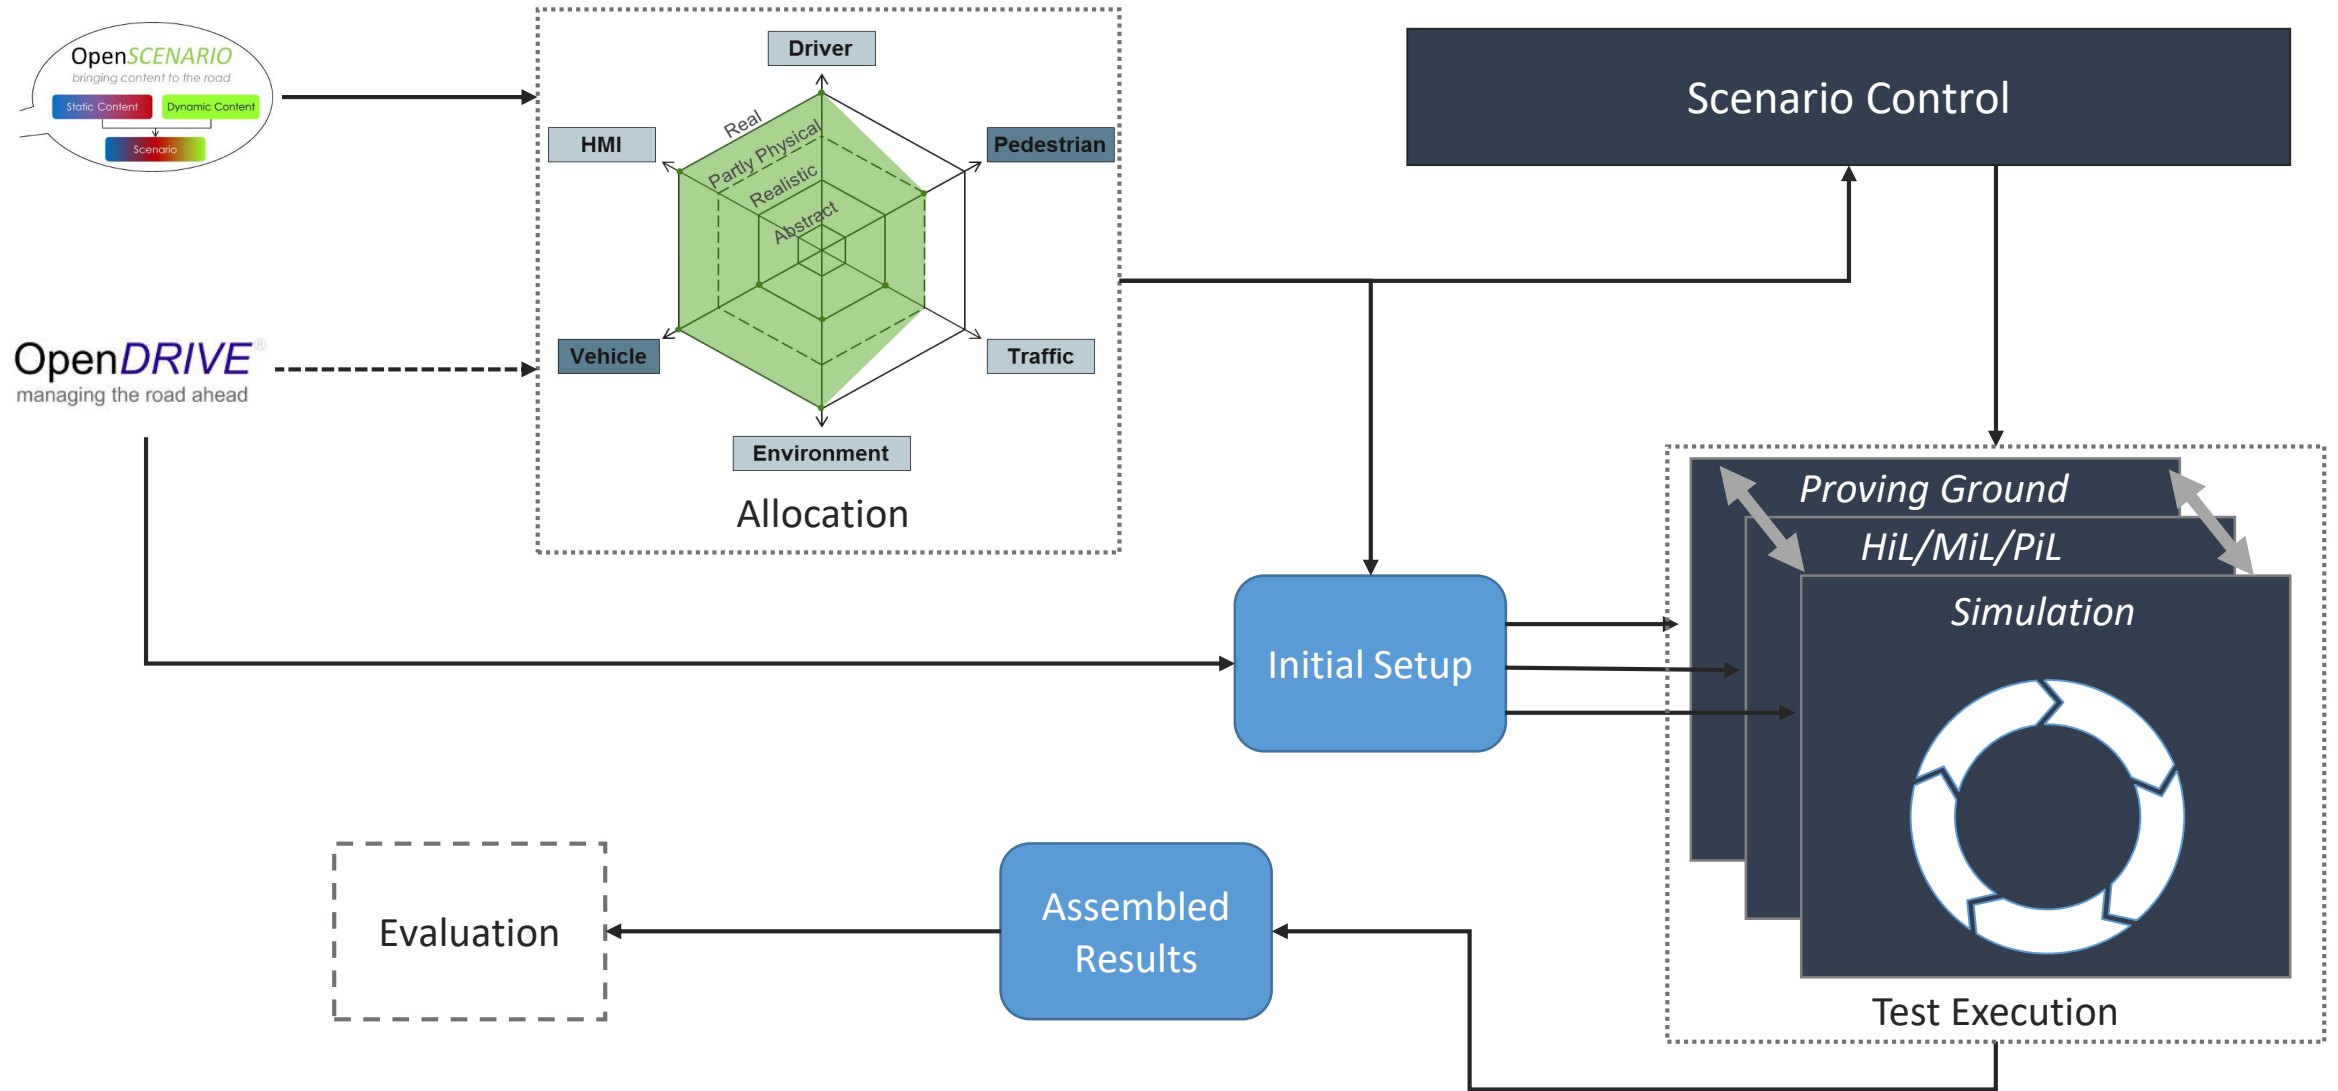 OpenSCENARIO
bringing content to the road
Static Content
Dynamic Content
Scenario
OpenDRIVE®
managing the road ahead
Driver
HMI
Pedestrian
Real
Partly Physical
Realistic
Abstract
Vehicle
Traffic
Environment
Allocation
Scenario Control
Proving Ground
HiL/MiL/PiL
Simulation
Initial Setup
Test Execution
Assembled
Results
Evaluation